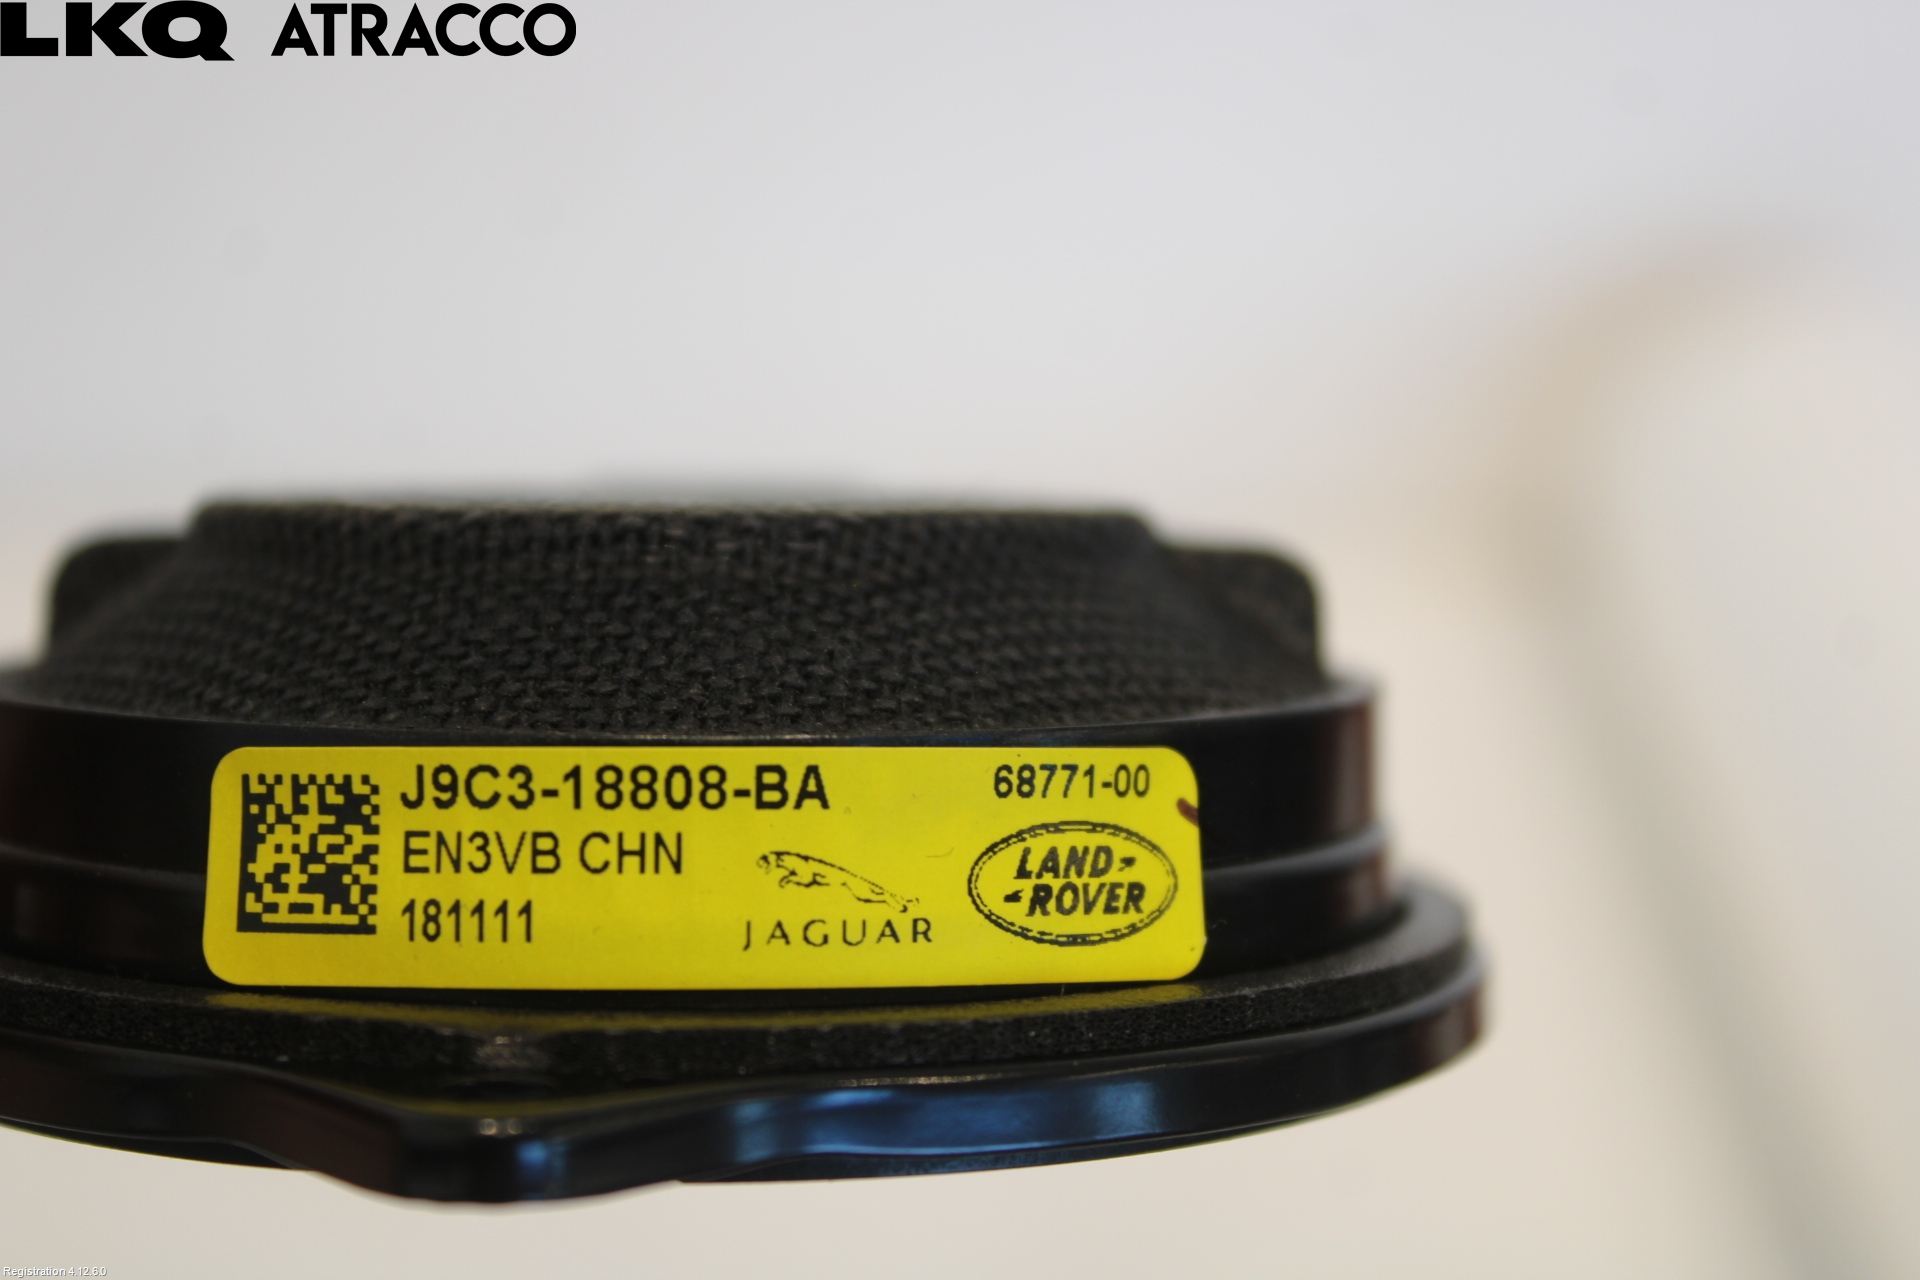 LKQ ATRACCO
J9C3-18808-BA 68771-00
EN3VB CHN
181111
JAGUAR
LAND-
-ROVER
Registration 4.12.6.0